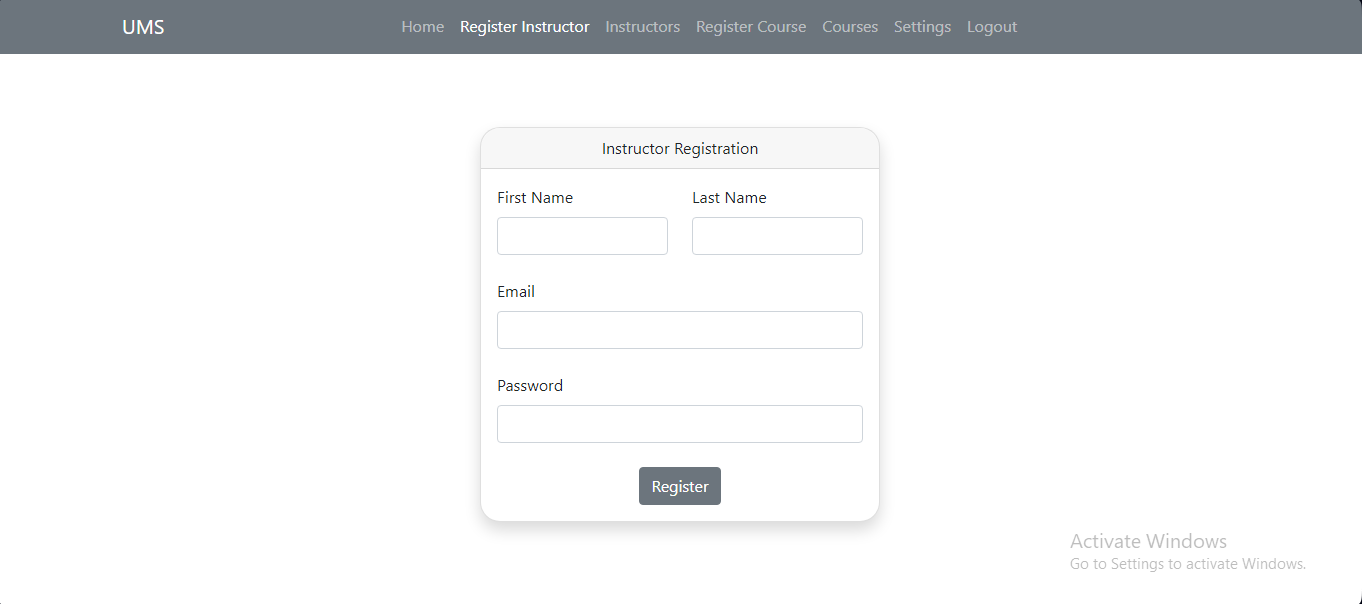 UMS Home Register Instructor Instructors Register Course Courses Settings Logout
Instructor Registration
First Name Last Name
Email
Password
Register
Activate Windows
Go to Settings to activate Windows.